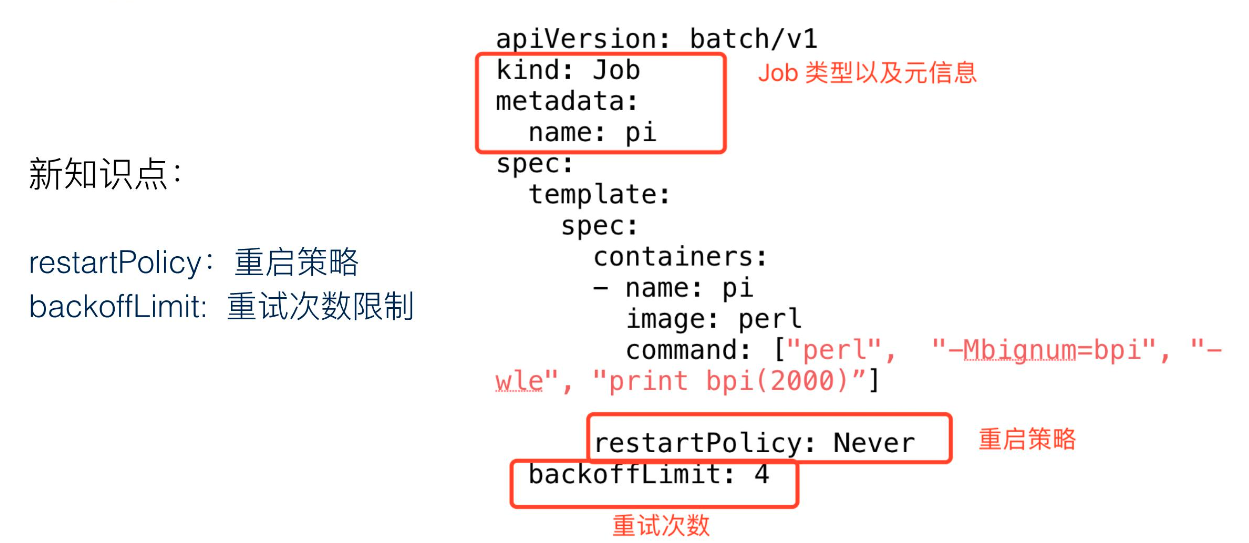 新知识点：
restartPolicy：重启策略
backoffLimit: 重试次数限制
apiVersion: batch/v1
kind: Job
Job 类型以及元信息
metadata:
  name: pi
spec:
  template:
    spec:
      containers:
      - name: pi
        image: perl
        command: ["perl",  "-Mbignum=bpi", "-
wle", "print bpi(2000)”]
      restartPolicy: Never
重启策略
  backoffLimit: 4
重试次数